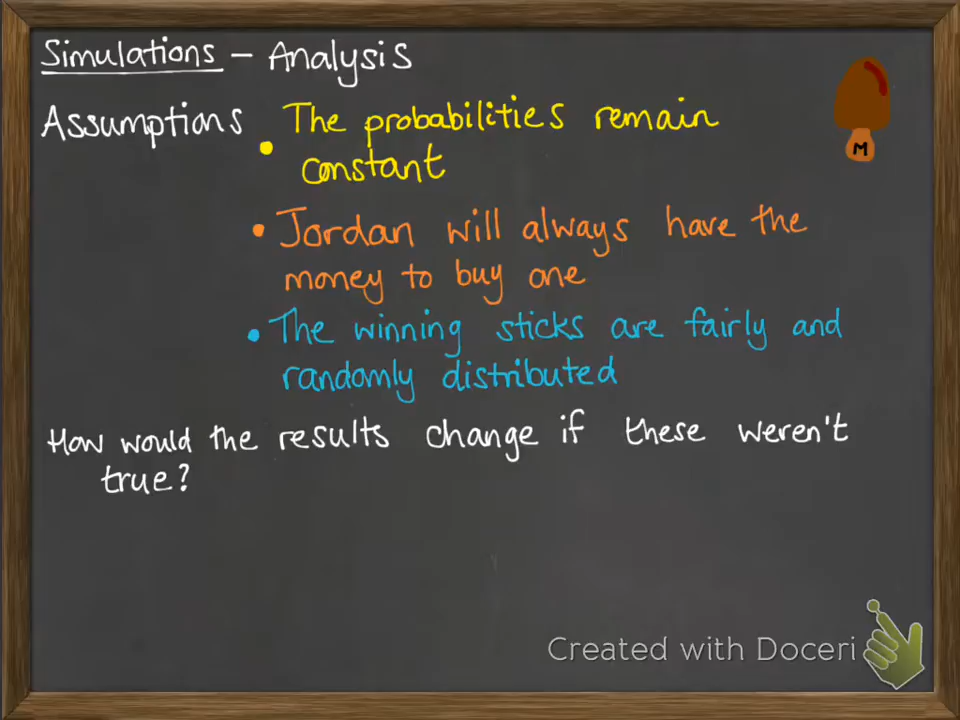 Simulations - Analysis
Assumptions • The probabilities remain
constant
• Jordan will always have the
money to buy one
• The winning sticks are fairly and
randomly distributed
How would the results change if these weren't
true?
M
Created with Doceri